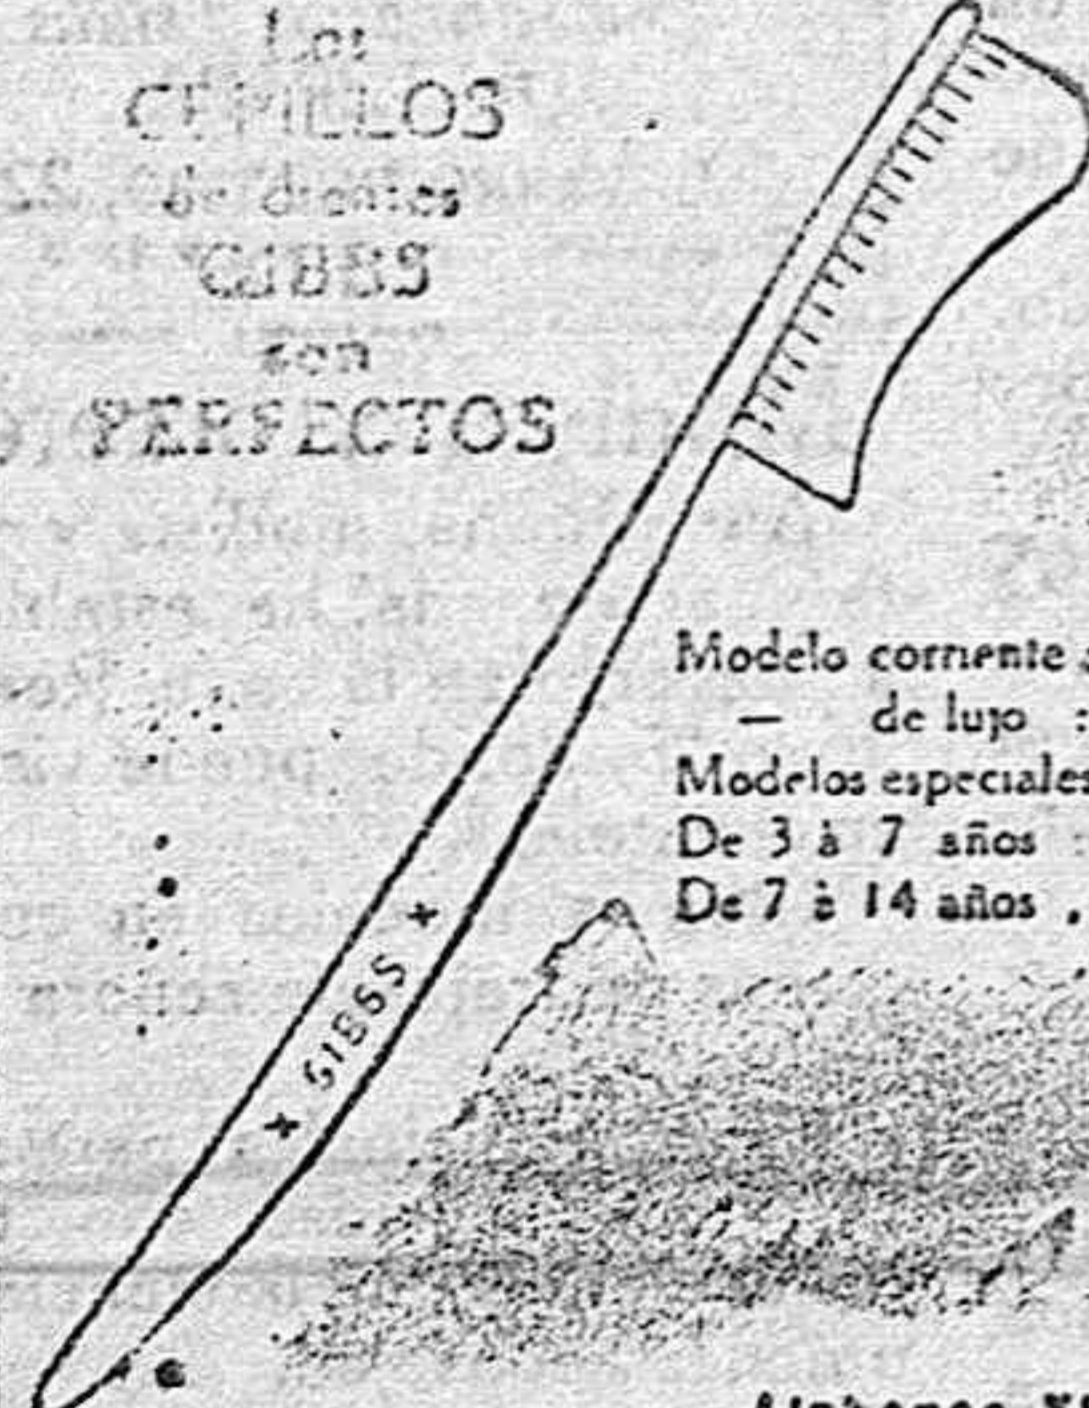 Los
CEPILLOS
de dientes
GIBBS
son
PERFECTOS
Modelo corriente :
— de lujo :
Modelos especiales
De 3 à 7 años :
De 7 à 14 años .
x GIBBS x